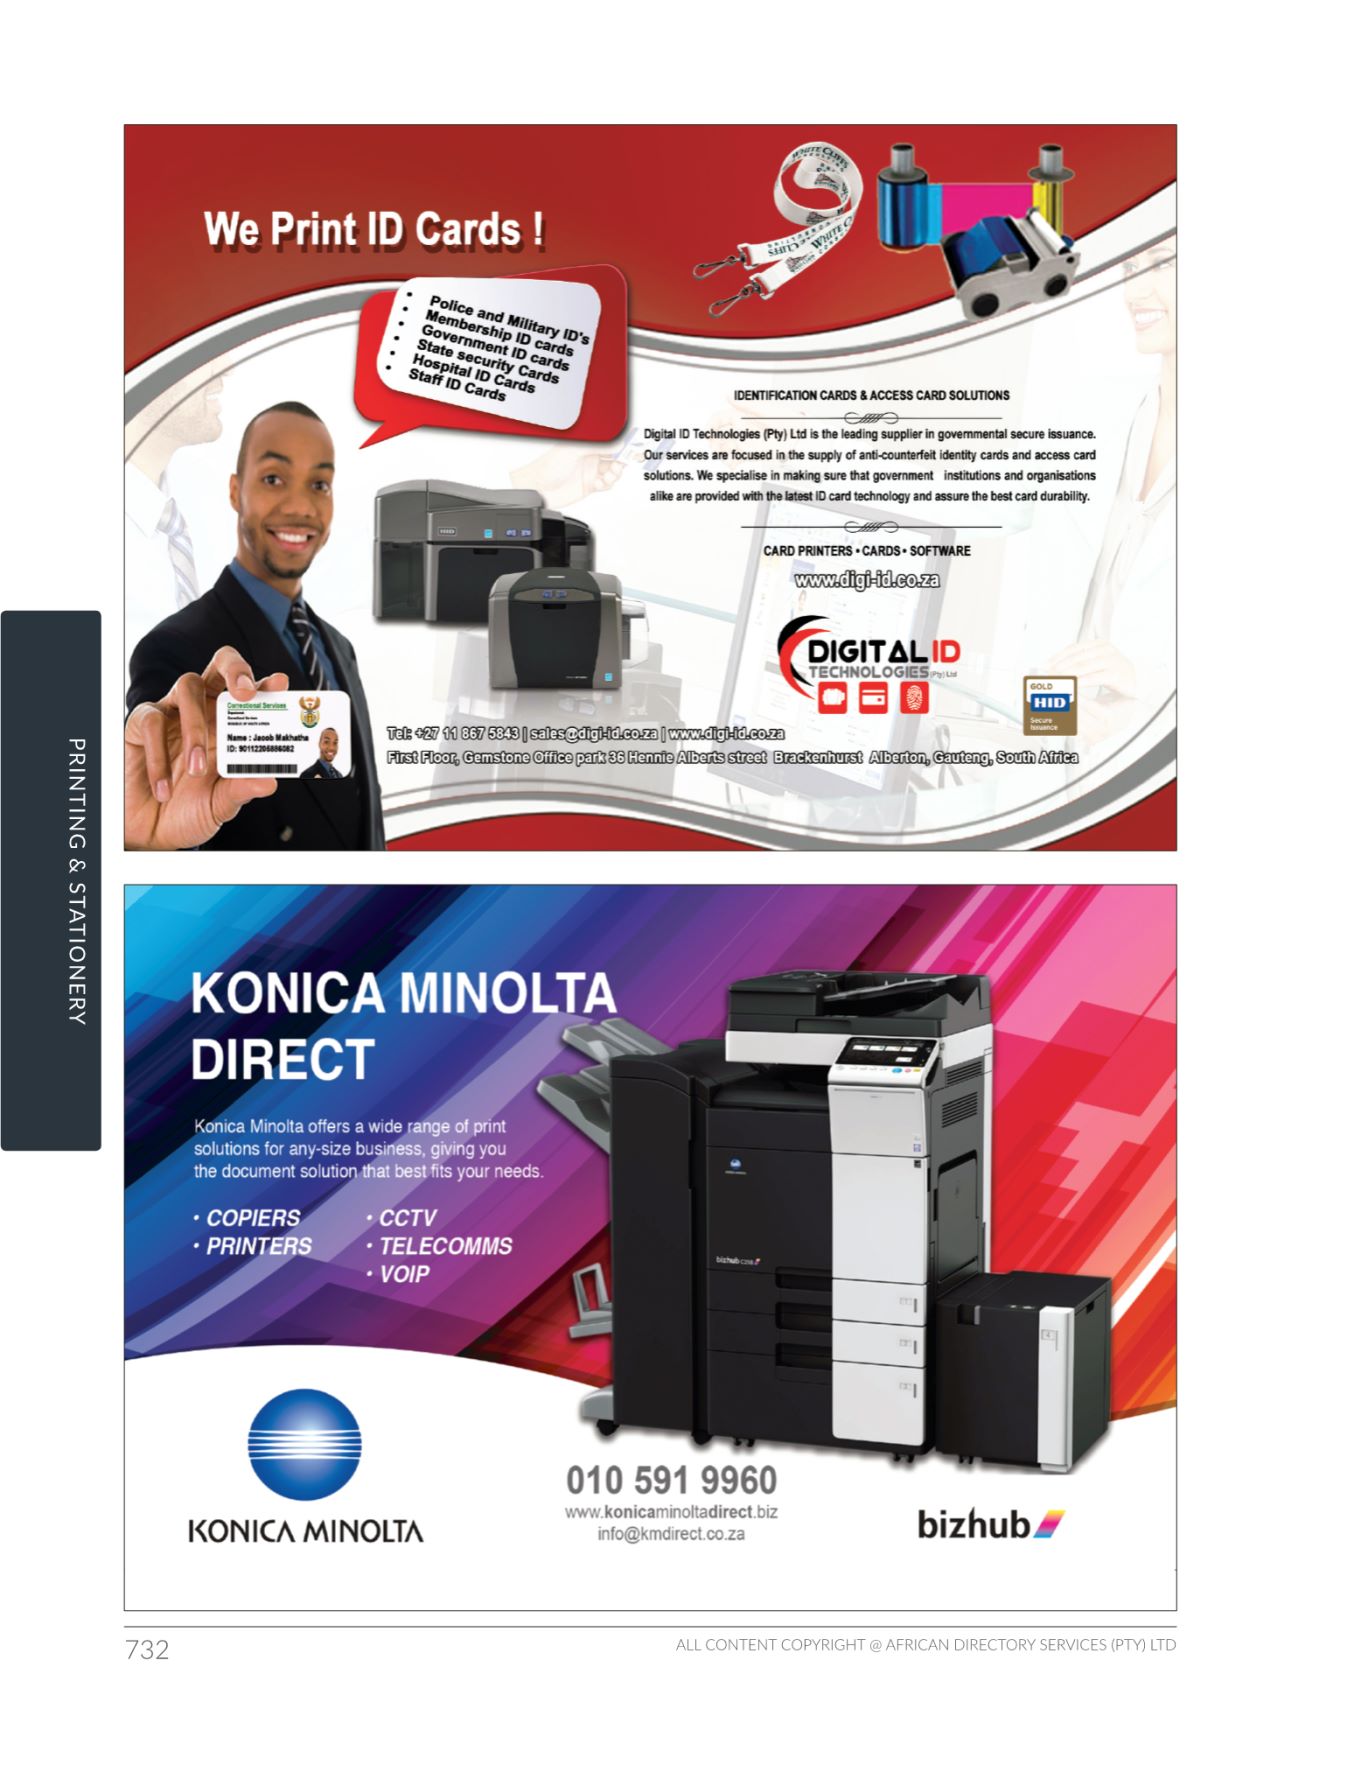 We Print ID Cards !
• Police and Military ID's
• Membership ID cards
• Government ID cards
• State security Cards
• Hospital ID Cards
• Staff ID Cards
WHITE CLIFFS
WHITE C
IDENTIFICATION CARDS & ACCESS CARD SOLUTIONS
Digital ID Technologies (Pty) Ltd is the leading supplier in governmental secure issuance.
Our services are focused in the supply of anti-counterfeit identity cards and access card
solutions. We specialise in making sure that government institutions and organisations
alike are provided with the latest ID card technology and assure the best card durability.
CARD PRINTERS • CARDS • SOFTWARE
www.digi-id.co.za
DIGITAL ID
TECHNOLOGIES (Pty) Ltd
GOLD
HID
Secure
Issuance
HID
Correctional Services
Name : Jacob Makhatha
ID: 90112205886082
Tel: +27 11 867 5843 | sales@digi-id.co.za | www.digi-id.co.za
First Floor, Gemstone Office park 36 Hennie Alberts street Brackenhurst Alberton, Gauteng, South Africa
PRINTING & STATIONERY
KONICA MINOLTA
DIRECT
Konica Minolta offers a wide range of print
solutions for any-size business, giving you
the document solution that best fits your needs.
• COPIERS
• PRINTERS
• CCTV
• TELECOMMS
• VOIP
bizhub C258
KONICA MINOLTA
010 591 9960
www.konicaminoltadirect.biz
info@kmdirect.co.za
bizhub
732
ALL CONTENT COPYRIGHT @ AFRICAN DIRECTORY SERVICES (PTY) LTD